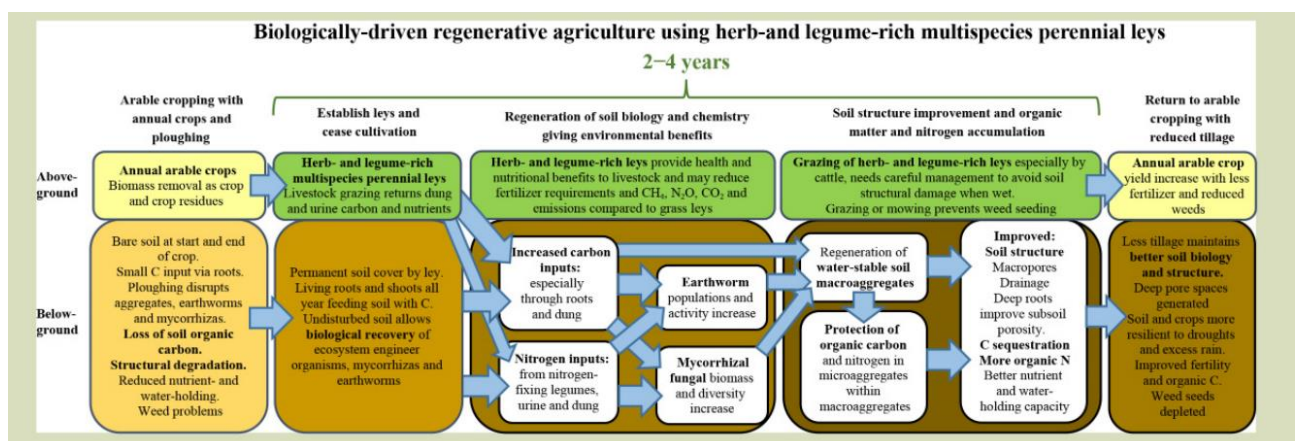 Biologically-driven regenerative agriculture using herb-and legume-rich multispecies perennial leys
2−4 years
Arable cropping with
annual crops and
ploughing
Establish leys and
cease cultivation
Regeneration of soil biology and chemistry
giving environmental benefits
Soil structure improvement and organic
matter and nitrogen accumulation
Return to arable
cropping with
reduced tillage
Above-
ground
Annual arable crops
Biomass removal as crop
and crop residues
Herb- and legume-rich
multispecies perennial leys
Livestock grazing returns dung
and urine carbon and nutrients
Herb- and legume-rich leys provide health and
nutritional benefits to livestock and may reduce
fertilizer requirements and CH₄, N₂O, CO₂ and
emissions compared to grass leys
Grazing of herb- and legume-rich leys especially by
cattle, needs careful management to avoid soil
structural damage when wet.
Grazing or mowing prevents weed seeding
Annual arable crop
yield increase with less
fertilizer and reduced
weeds
Below-
ground
Bare soil at start and end
of crop.
Small C input via roots.
Ploughing disrupts
aggregates, earthworms
and mycorrhizas.
Loss of soil organic
carbon.
Structural degradation.
Reduced nutrient- and
water-holding.
Weed problems
Permanent soil cover by ley.
Living roots and shoots all
year feeding soil with C.
Undisturbed soil allows
biological recovery of
ecosystem engineer
organisms, mycorrhizas and
earthworms
Increased carbon
inputs:
especially
through roots
and dung
Nitrogen inputs:
from nitrogen-
fixing legumes,
urine and dung
Earthworm
populations and
activity increase
Mycorrhizal
fungal biomass
and diversity
increase
Regeneration of
water-stable soil
macroaggregates
Protection of
organic carbon
and nitrogen in
microaggregates
within
macroaggregates
Improved:
Soil structure
Macropores
Drainage
Deep roots
improve subsoil
porosity.
C sequestration
More organic N
Better nutrient
and water-
holding capacity
Less tillage maintains
better soil biology
and structure.
Deep pore spaces
generated
Soil and crops more
resilient to droughts
and excess rain.
Improved fertility
and organic C.
Weed seeds
depleted